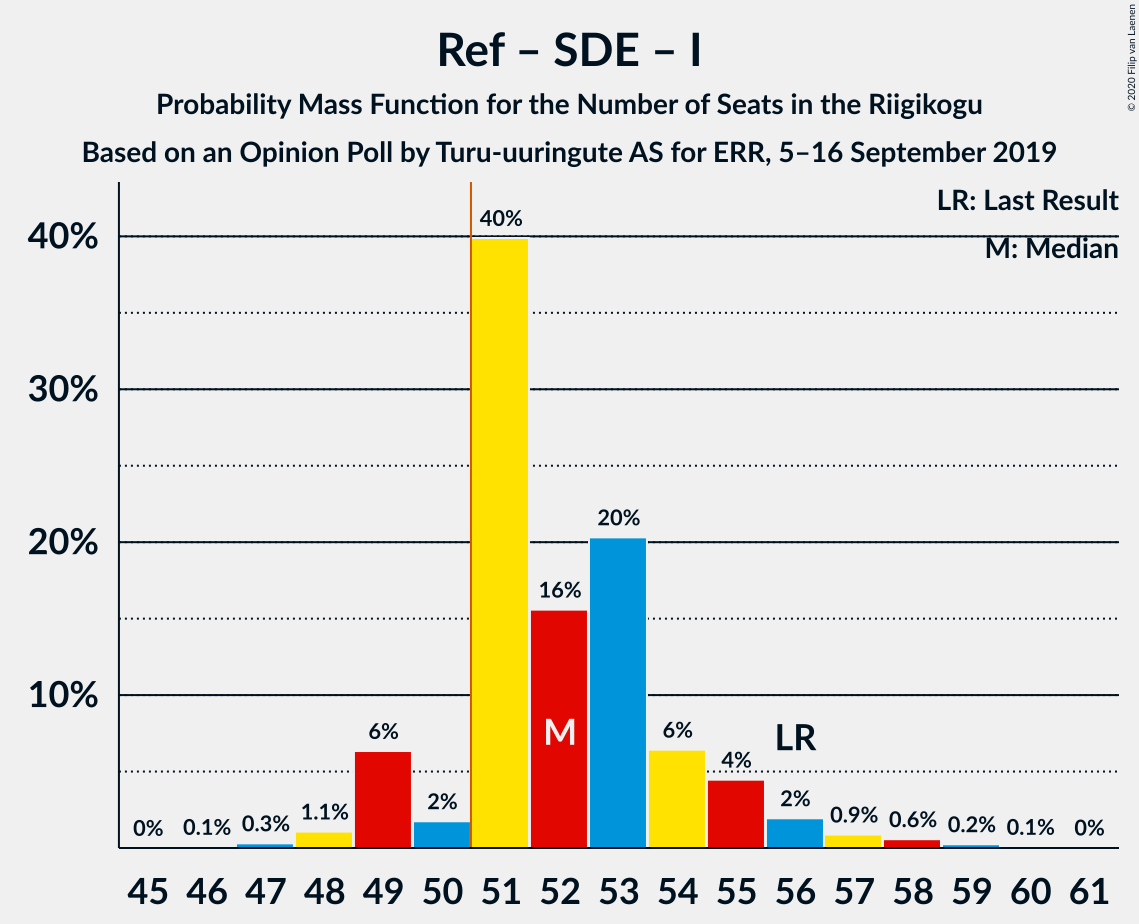 Ref – SDE – I
Probability Mass Function for the Number of Seats in the Riigikogu
Based on an Opinion Poll by Turu-uuringute AS for ERR, 5–16 September 2019
© 2020 Filip van Laenen
LR: Last Result
M: Median
40%
30%
20%
10%
0% 0.1% 0.3% 1.1% 6% 2% 40% 16% 20% 6% 4% 2% 0.9% 0.6% 0.2% 0.1% 0%
M
LR
45 46 47 48 49 50 51 52 53 54 55 56 57 58 59 60 61